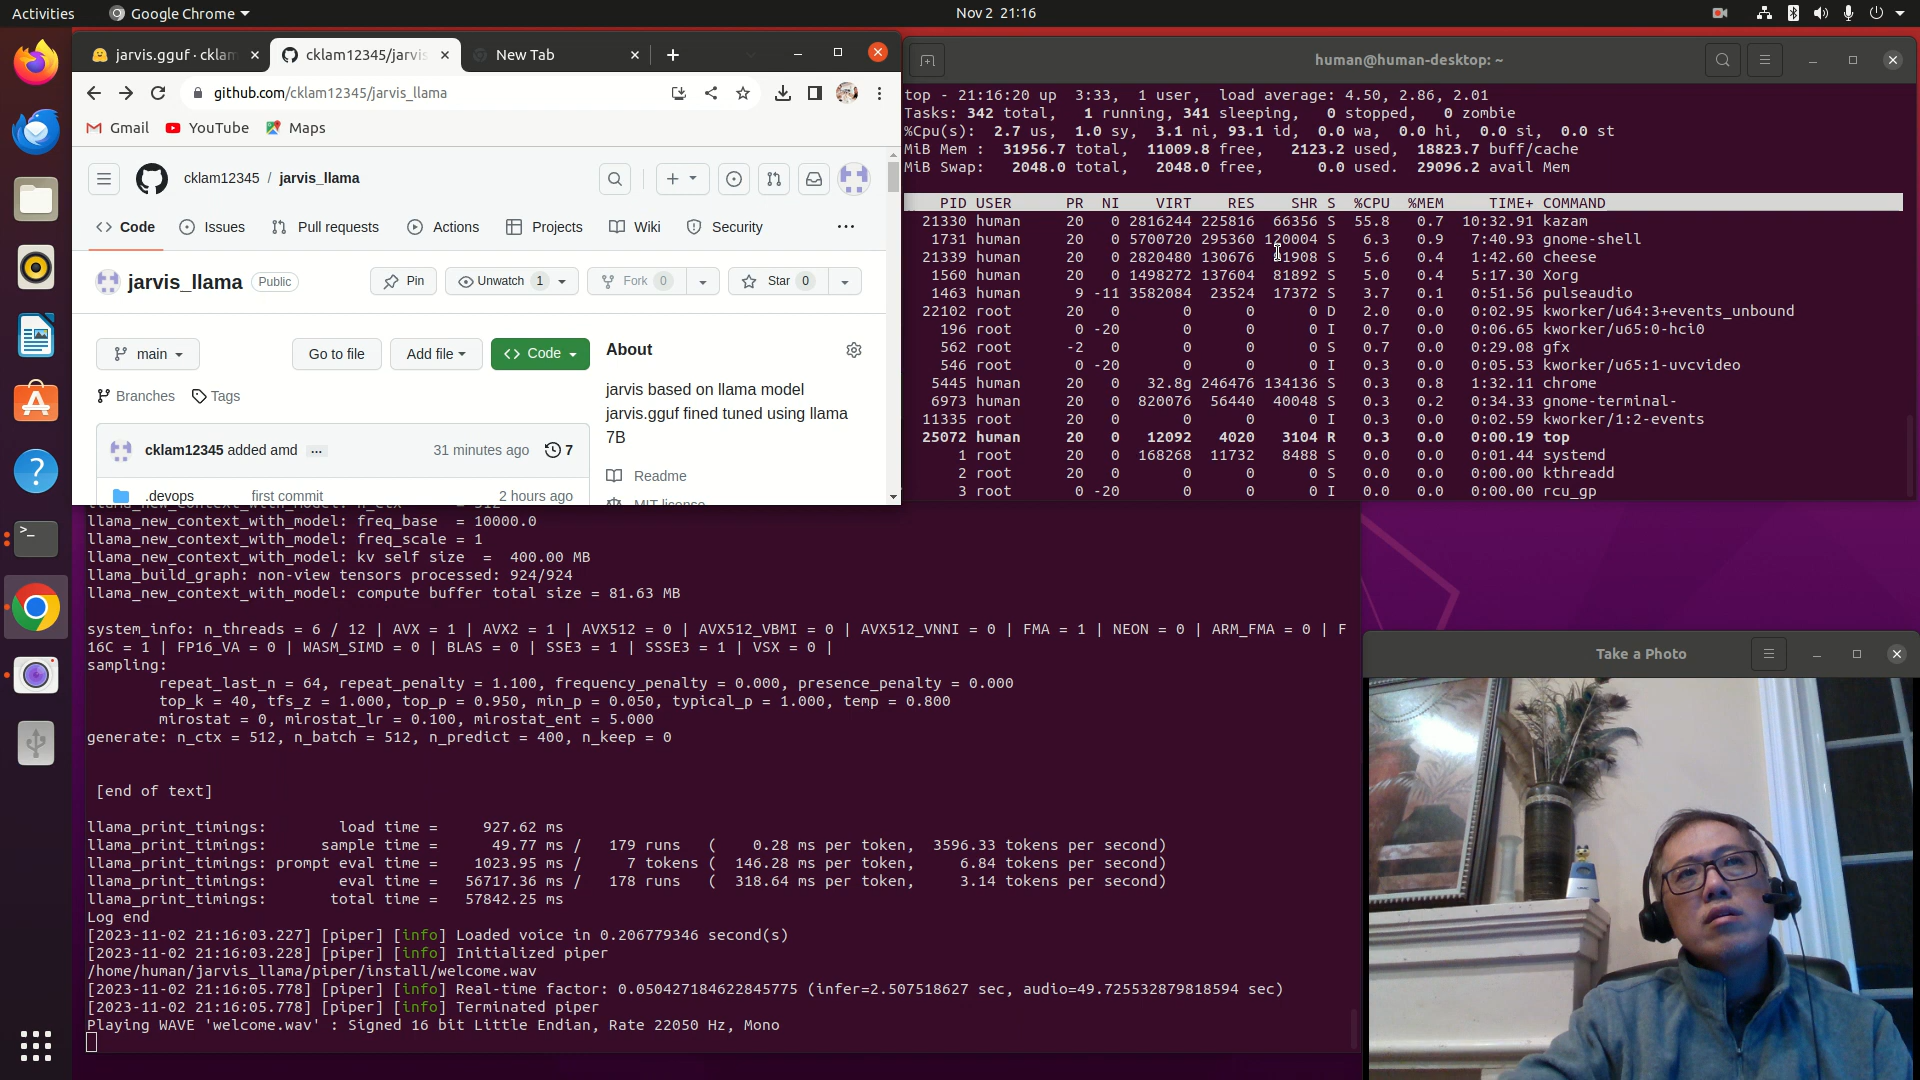 Activities
Google Chrome
Nov 2 21:16
jarvis.gguf · cklam
cklam12345/jarvis
New Tab
github.com/cklam12345/jarvis_llama
Gmail
YouTube
Maps
cklam12345 / jarvis_llama
Code
Issues
Pull requests
Actions
Projects
Wiki
Security
jarvis_llama
Public
Pin
Unwatch 1
Fork 0
Star 0
main
Go to file
Add file
Code
Branches
Tags
cklam12345 added amd ...
31 minutes ago
7
.devops
first commit
2 hours ago
About
jarvis based on llama model
jarvis.gguf fined tuned using llama
7B
Readme
MIT license
human@human-desktop: ~
top - 21:16:20 up 3:33, 1 user, load average: 4.50, 2.86, 2.01
Tasks: 342 total, 1 running, 341 sleeping, 0 stopped, 0 zombie
%Cpu(s): 2.7 us, 1.0 sy, 3.1 ni, 93.1 id, 0.0 wa, 0.0 hi, 0.0 si, 0.0 st
MiB Mem : 31956.7 total, 11009.8 free, 2123.2 used, 18823.7 buff/cache
MiB Swap: 2048.0 total, 2048.0 free, 0.0 used. 29096.2 avail Mem
PID USER PR NI VIRT RES SHR S %CPU %MEM TIME+ COMMAND
21330 human 20 0 2816244 225816 66356 S 55.8 0.7 10:32.91 kazam
1731 human 20 0 5700720 295360 120004 S 6.3 0.9 7:40.93 gnome-shell
21339 human 20 0 2820480 130676 1908 S 5.6 0.4 1:42.60 cheese
1560 human 20 0 1498272 137604 81892 S 5.0 0.4 5:17.30 Xorg
1463 human 9 -11 3582084 23524 17372 S 3.7 0.1 0:51.56 pulseaudio
22102 root 20 0 0 0 0 D 2.0 0.0 0:02.95 kworker/u64:3+events_unbound
196 root 0 -20 0 0 0 I 0.7 0.0 0:06.65 kworker/u65:0-hci0
562 root -2 0 0 0 0 S 0.7 0.0 0:29.08 gfx
546 root 0 -20 0 0 0 I 0.3 0.0 0:05.53 kworker/u65:1-uvcvideo
5445 human 20 0 32.8g 246476 134136 S 0.3 0.8 1:32.11 chrome
6973 human 20 0 820076 56440 40048 S 0.3 0.2 0:34.33 gnome-terminal-
11335 root 20 0 0 0 0 I 0.3 0.0 0:02.59 kworker/1:2-events
25072 human 20 0 12092 4020 3104 R 0.3 0.0 0:00.19 top
1 root 20 0 168268 11732 8488 S 0.0 0.0 0:01.44 systemd
2 root 20 0 0 0 0 S 0.0 0.0 0:00.00 kthreadd
3 root 0 -20 0 0 0 I 0.0 0.0 0:00.00 rcu_gp
llama_new_context_with_model: n_ctx = 512
llama_new_context_with_model: freq_base = 10000.0
llama_new_context_with_model: freq_scale = 1
llama_new_context_with_model: kv self size = 400.00 MB
llama_build_graph: non-view tensors processed: 924/924
llama_new_context_with_model: compute buffer total size = 81.63 MB
system_info: n_threads = 6 / 12 | AVX = 1 | AVX2 = 1 | AVX512 = 0 | AVX512_VBMI = 0 | AVX512_VNNI = 0 | FMA = 1 | NEON = 0 | ARM_FMA = 0 | F
16C = 1 | FP16_VA = 0 | WASM_SIMD = 0 | BLAS = 0 | SSE3 = 1 | SSSE3 = 1 | VSX = 0 |
sampling:
repeat_last_n = 64, repeat_penalty = 1.100, frequency_penalty = 0.000, presence_penalty = 0.000
top_k = 40, tfs_z = 1.000, top_p = 0.950, min_p = 0.050, typical_p = 1.000, temp = 0.800
mirostat = 0, mirostat_lr = 0.100, mirostat_ent = 5.000
generate: n_ctx = 512, n_batch = 512, n_predict = 400, n_keep = 0
[end of text]
llama_print_timings: load time = 927.62 ms
llama_print_timings: sample time = 49.77 ms / 179 runs ( 0.28 ms per token, 3596.33 tokens per second)
llama_print_timings: prompt eval time = 1023.95 ms / 7 tokens ( 146.28 ms per token, 6.84 tokens per second)
llama_print_timings: eval time = 56717.36 ms / 178 runs ( 318.64 ms per token, 3.14 tokens per second)
llama_print_timings: total time = 57842.25 ms
Log end
[2023-11-02 21:16:03.227] [piper] [info] Loaded voice in 0.206779346 second(s)
[2023-11-02 21:16:03.228] [piper] [info] Initialized piper
/home/human/jarvis_llama/piper/install/welcome.wav
[2023-11-02 21:16:05.778] [piper] [info] Real-time factor: 0.050427184622845775 (infer=2.507518627 sec, audio=49.725532879818594 sec)
[2023-11-02 21:16:05.778] [piper] [info] Terminated piper
Playing WAVE 'welcome.wav' : Signed 16 bit Little Endian, Rate 22050 Hz, Mono
Take a Photo